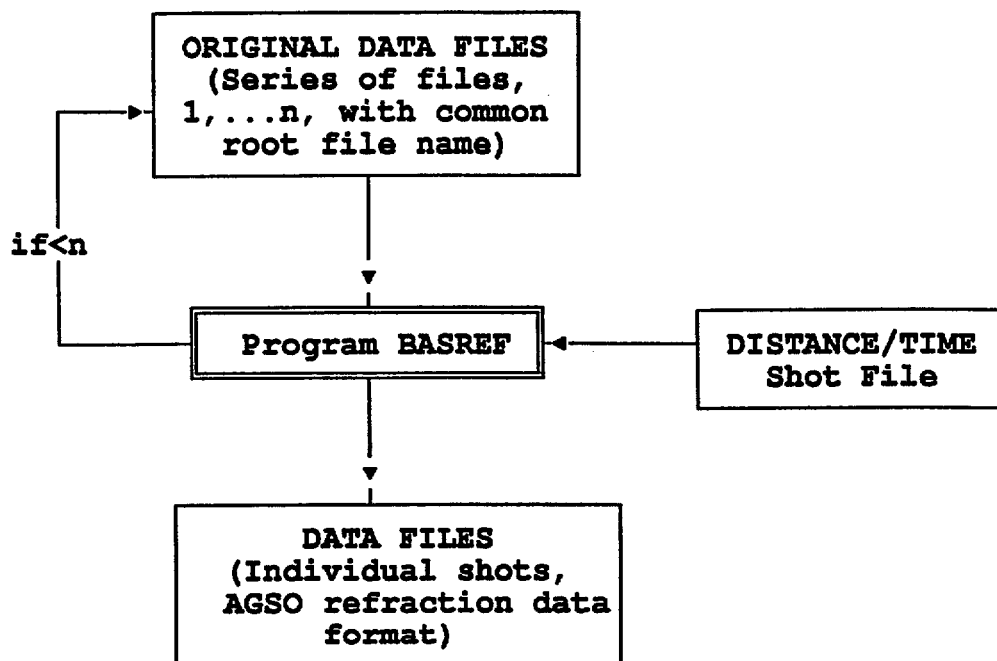 ORIGINAL DATA FILES
(Series of files,
1,...n, with common
root file name)
if<n
Program BASREF
DISTANCE/TIME
Shot File
DATA FILES
(Individual shots,
AGSO refraction data
format)